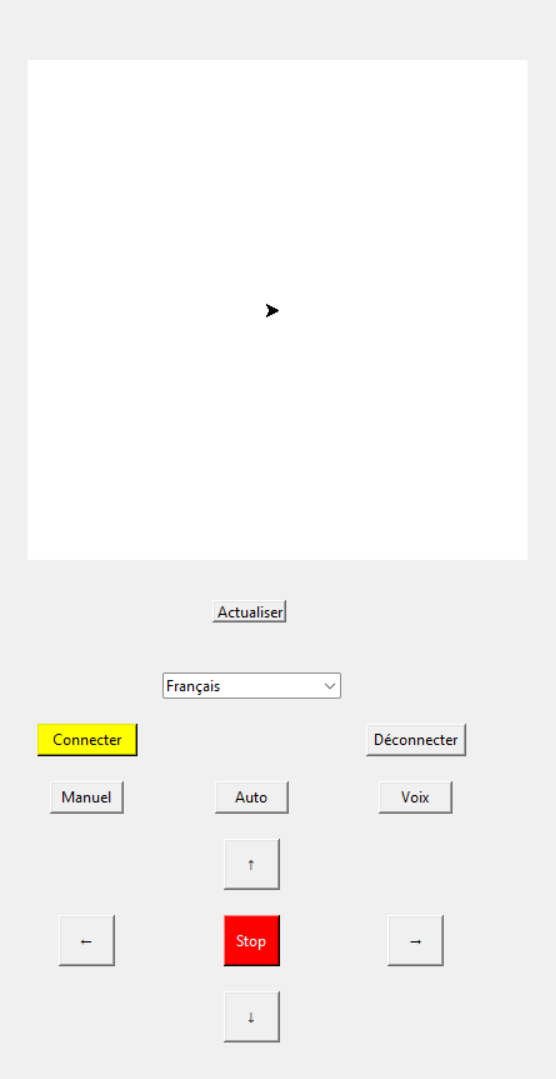 Actualiser
Français
Connecter
Déconnecter
Manuel
Auto
Voix
↑
←
Stop
→
↓